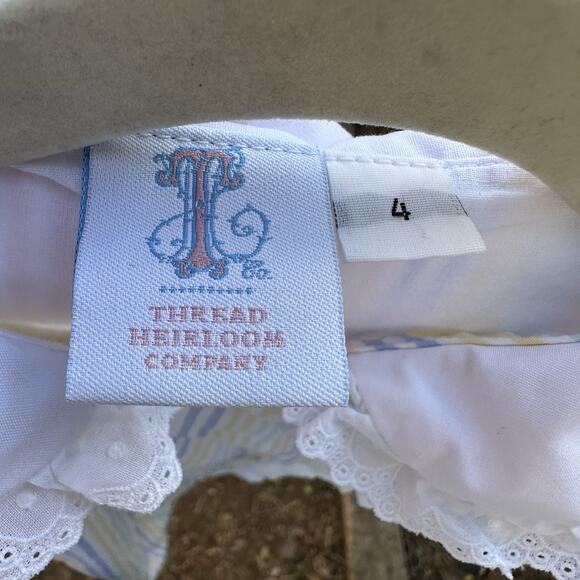 T
Co.
THREAD
HEIRLOOM
COMPANY
4